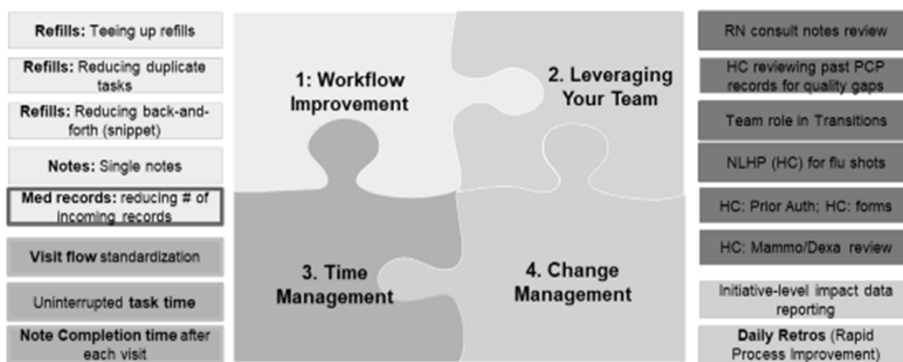 Refills: Teeing up refills
Refills: Reducing duplicate
tasks
Refills: Reducing back-and-
forth (snippet)
Notes: Single notes
Med records: reducing # of
incoming records
Visit flow standardization
Uninterrupted task time
Note Completion time after
each visit
1: Workflow
Improvement
2. Leveraging
Your Team
3. Time
Management
4. Change
Management
RN consult notes review
HC reviewing past PCP
records for quality gaps
Team role in Transitions
NLHP (HC) for flu shots
HC: Prior Auth; HC: forms
HC: Mammo/Dexa review
Initiative-level impact data
reporting
Daily Retros (Rapid
Process Improvement)